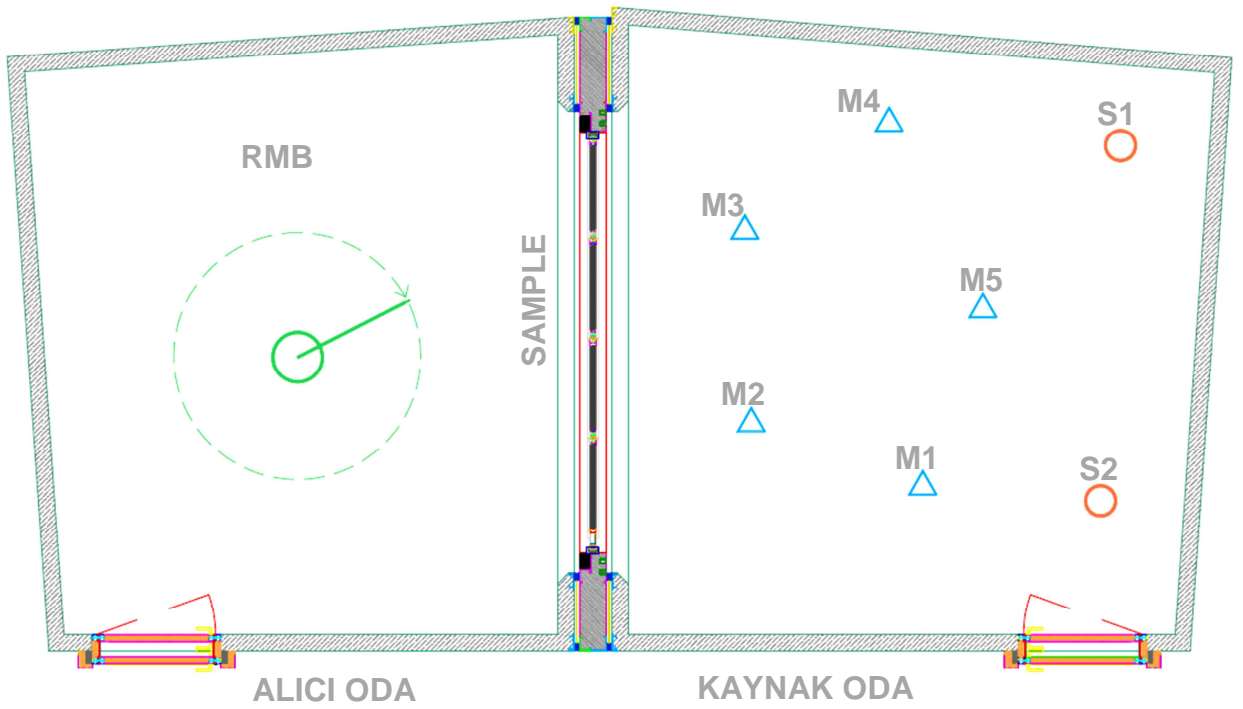 M4
S1
RMB
M3
SAMPLE
M5
M2
M1
S2
ALICI ODA
KAYNAK ODA